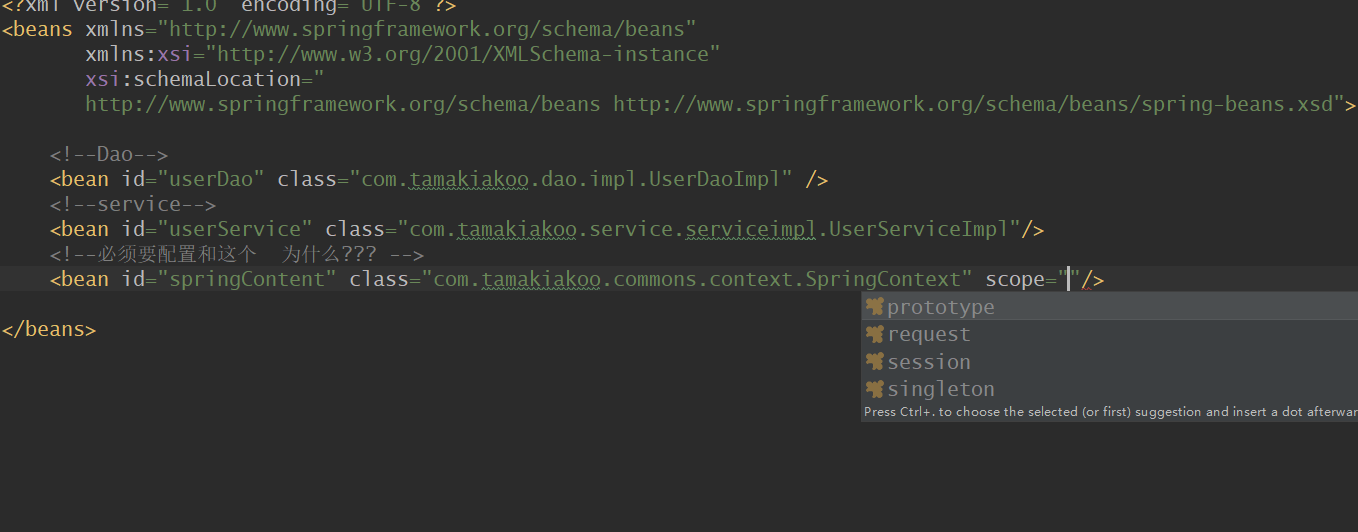 <?xml version="1.0" encoding="UTF-8"?>
<beans xmlns="http://www.springframework.org/schema/beans"
xmlns:xsi="http://www.w3.org/2001/XMLSchema-instance"
xsi:schemaLocation="
http://www.springframework.org/schema/beans http://www.springframework.org/schema/beans/spring-beans.xsd">
<!--Dao-->
<bean id="userDao" class="com.tamakiakoo.dao.impl.UserDaoImpl" />
<!--service-->
<bean id="userService" class="com.tamakiakoo.service.serviceimpl.UserServiceImpl"/>
<!--必须要配置和这个  为什么??? -->
<bean id="springContent" class="com.tamakiakoo.commons.context.SpringContext" scope=""/>
prototype
request
session
singleton
Press Ctrl+. to choose the selected (or first) suggestion and insert a dot afterwar
</beans>